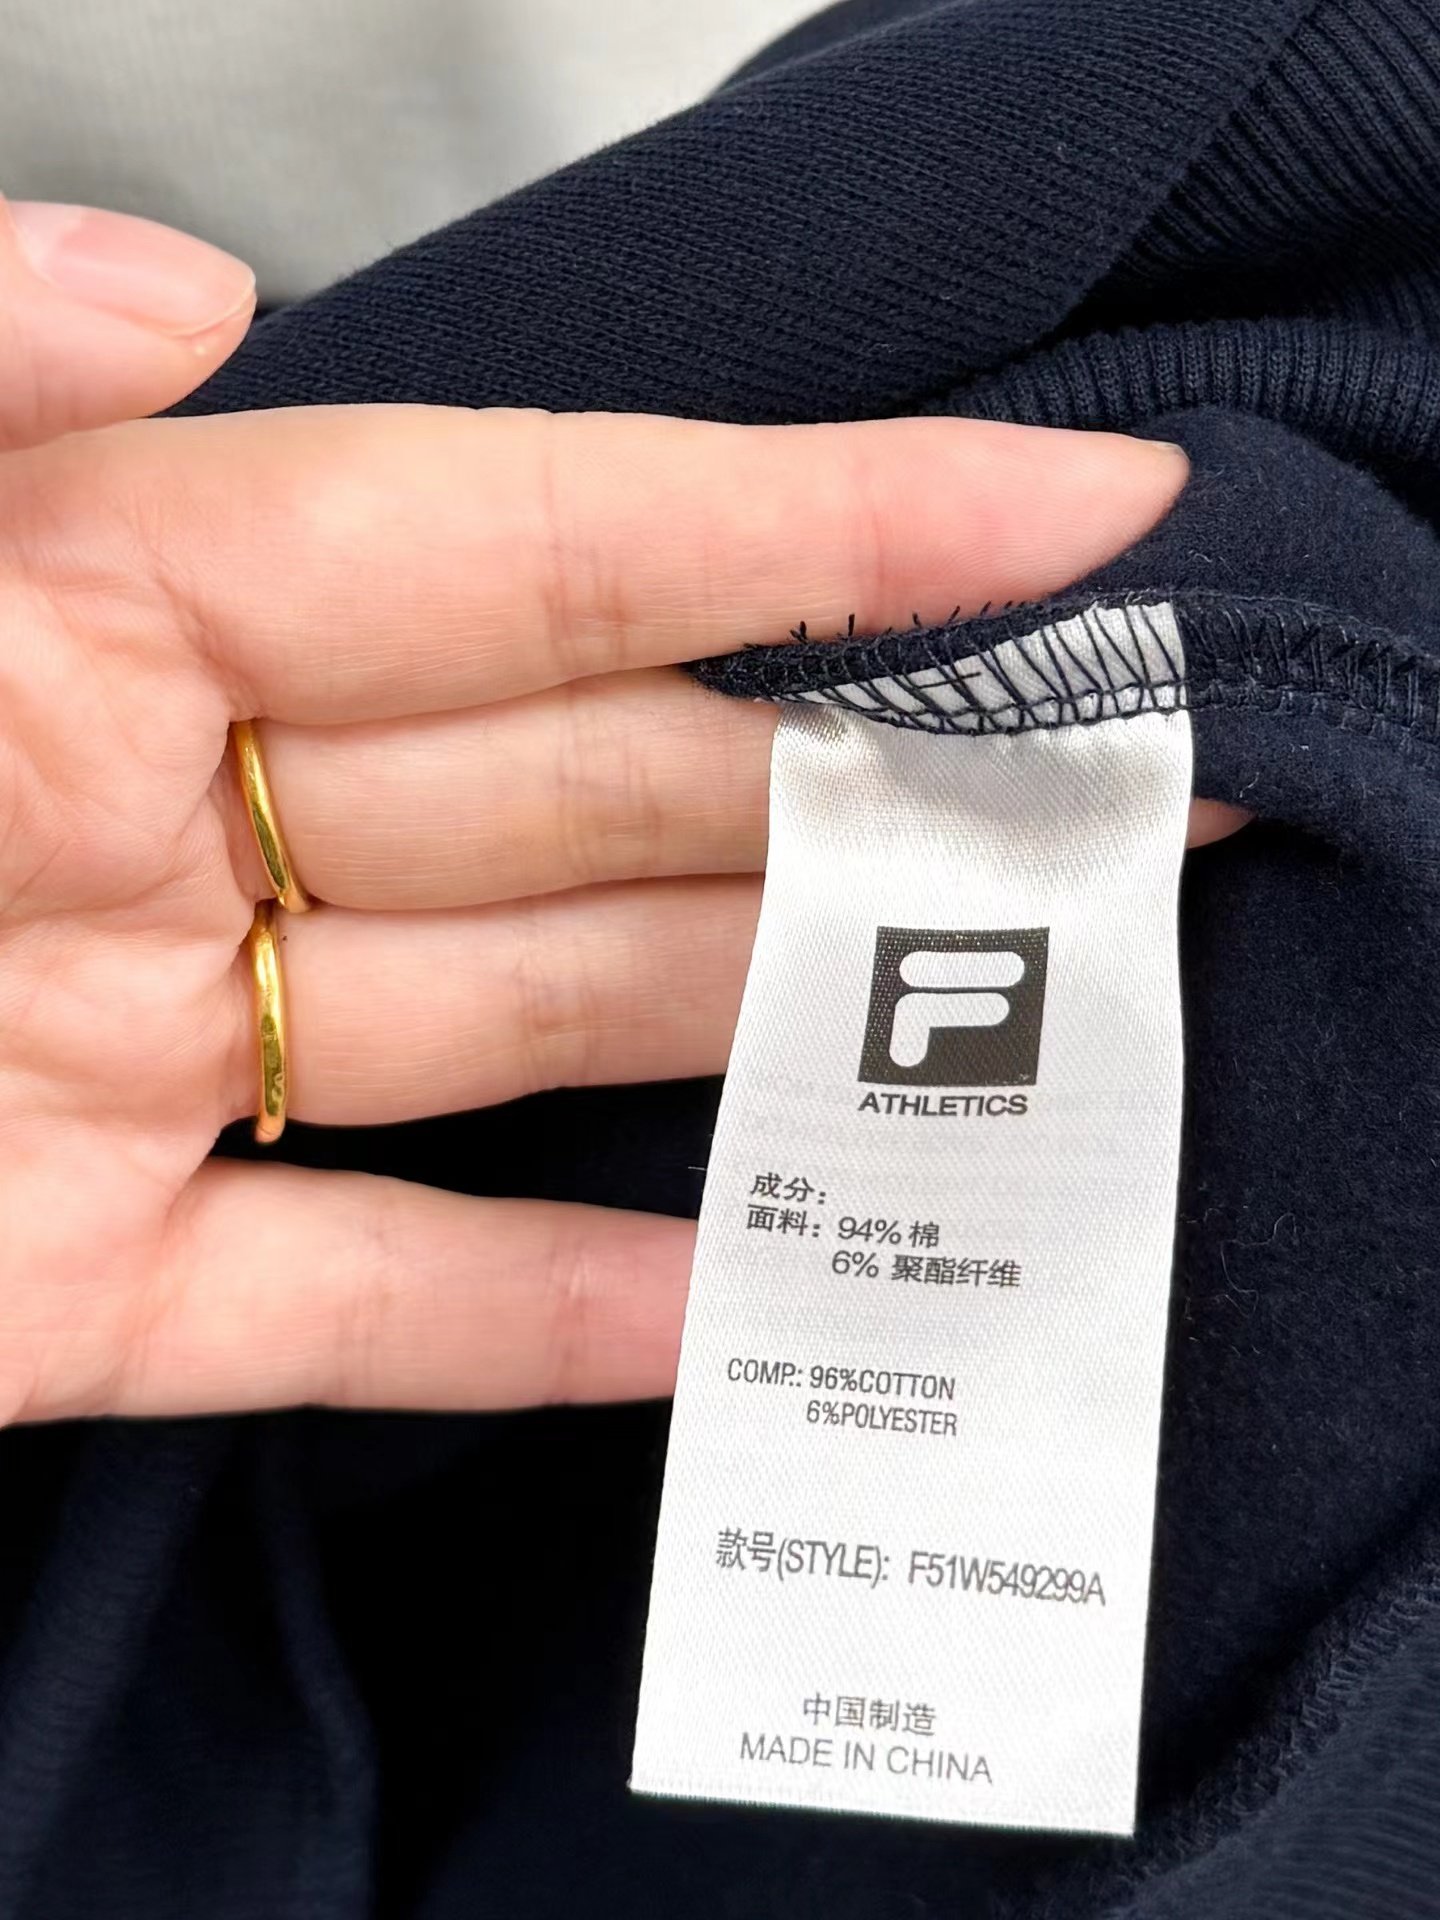 F
ATHLETICS
成分：
面料：94% 棉
6% 聚酯纤维
COMP.: 96%COTTON
6%POLYESTER
款号(STYLE): F51W549299A
中国制造
MADE IN CHINA